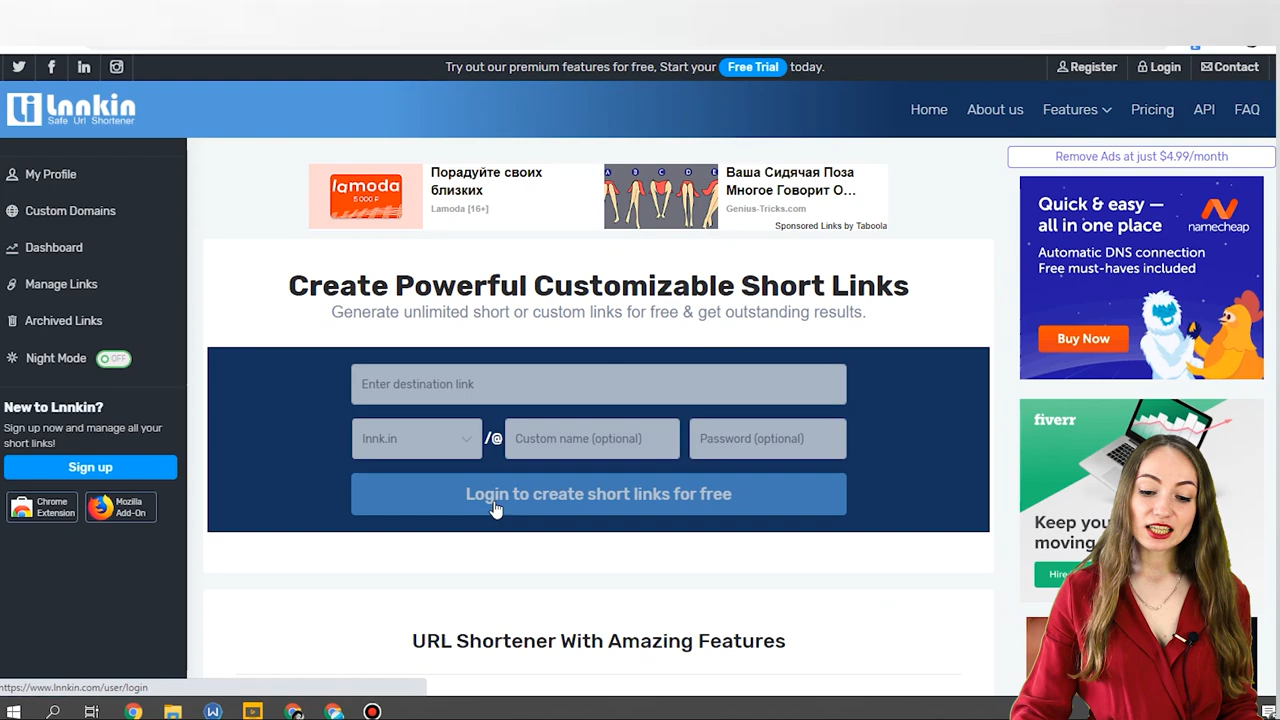 Try out our premium features for free, Start your Free Trial today.
Register
Login
Contact
Lnnkin
Safe Url Shortener
Home
About us
Features
Pricing
API
FAQ
My Profile
Custom Domains
Dashboard
Manage Links
Archived Links
Night Mode OFF
New to Lnnkin?
Sign up now and manage all your
short links!
Sign up
Chrome
Extension
Mozilla
Add-On
lamoda
5 000 ₽
Порадуйте своих
близких
Lamoda [16+]
A B C D E
Ваша Сидячая Поза
Многое Говорит О...
Genius-Tricks.com
Sponsored Links by Taboola
Create Powerful Customizable Short Links
Generate unlimited short or custom links for free & get outstanding results.
Enter destination link
lnnk.in
/@
Custom name (optional)
Password (optional)
Login to create short links for free
URL Shortener With Amazing Features
Remove Ads at just $4.99/month
Quick & easy —
all in one place
namecheap
Automatic DNS connection
Free must-haves included
Buy Now
fiverr
Keep you
moving
https://www.lnnkin.com/user/login